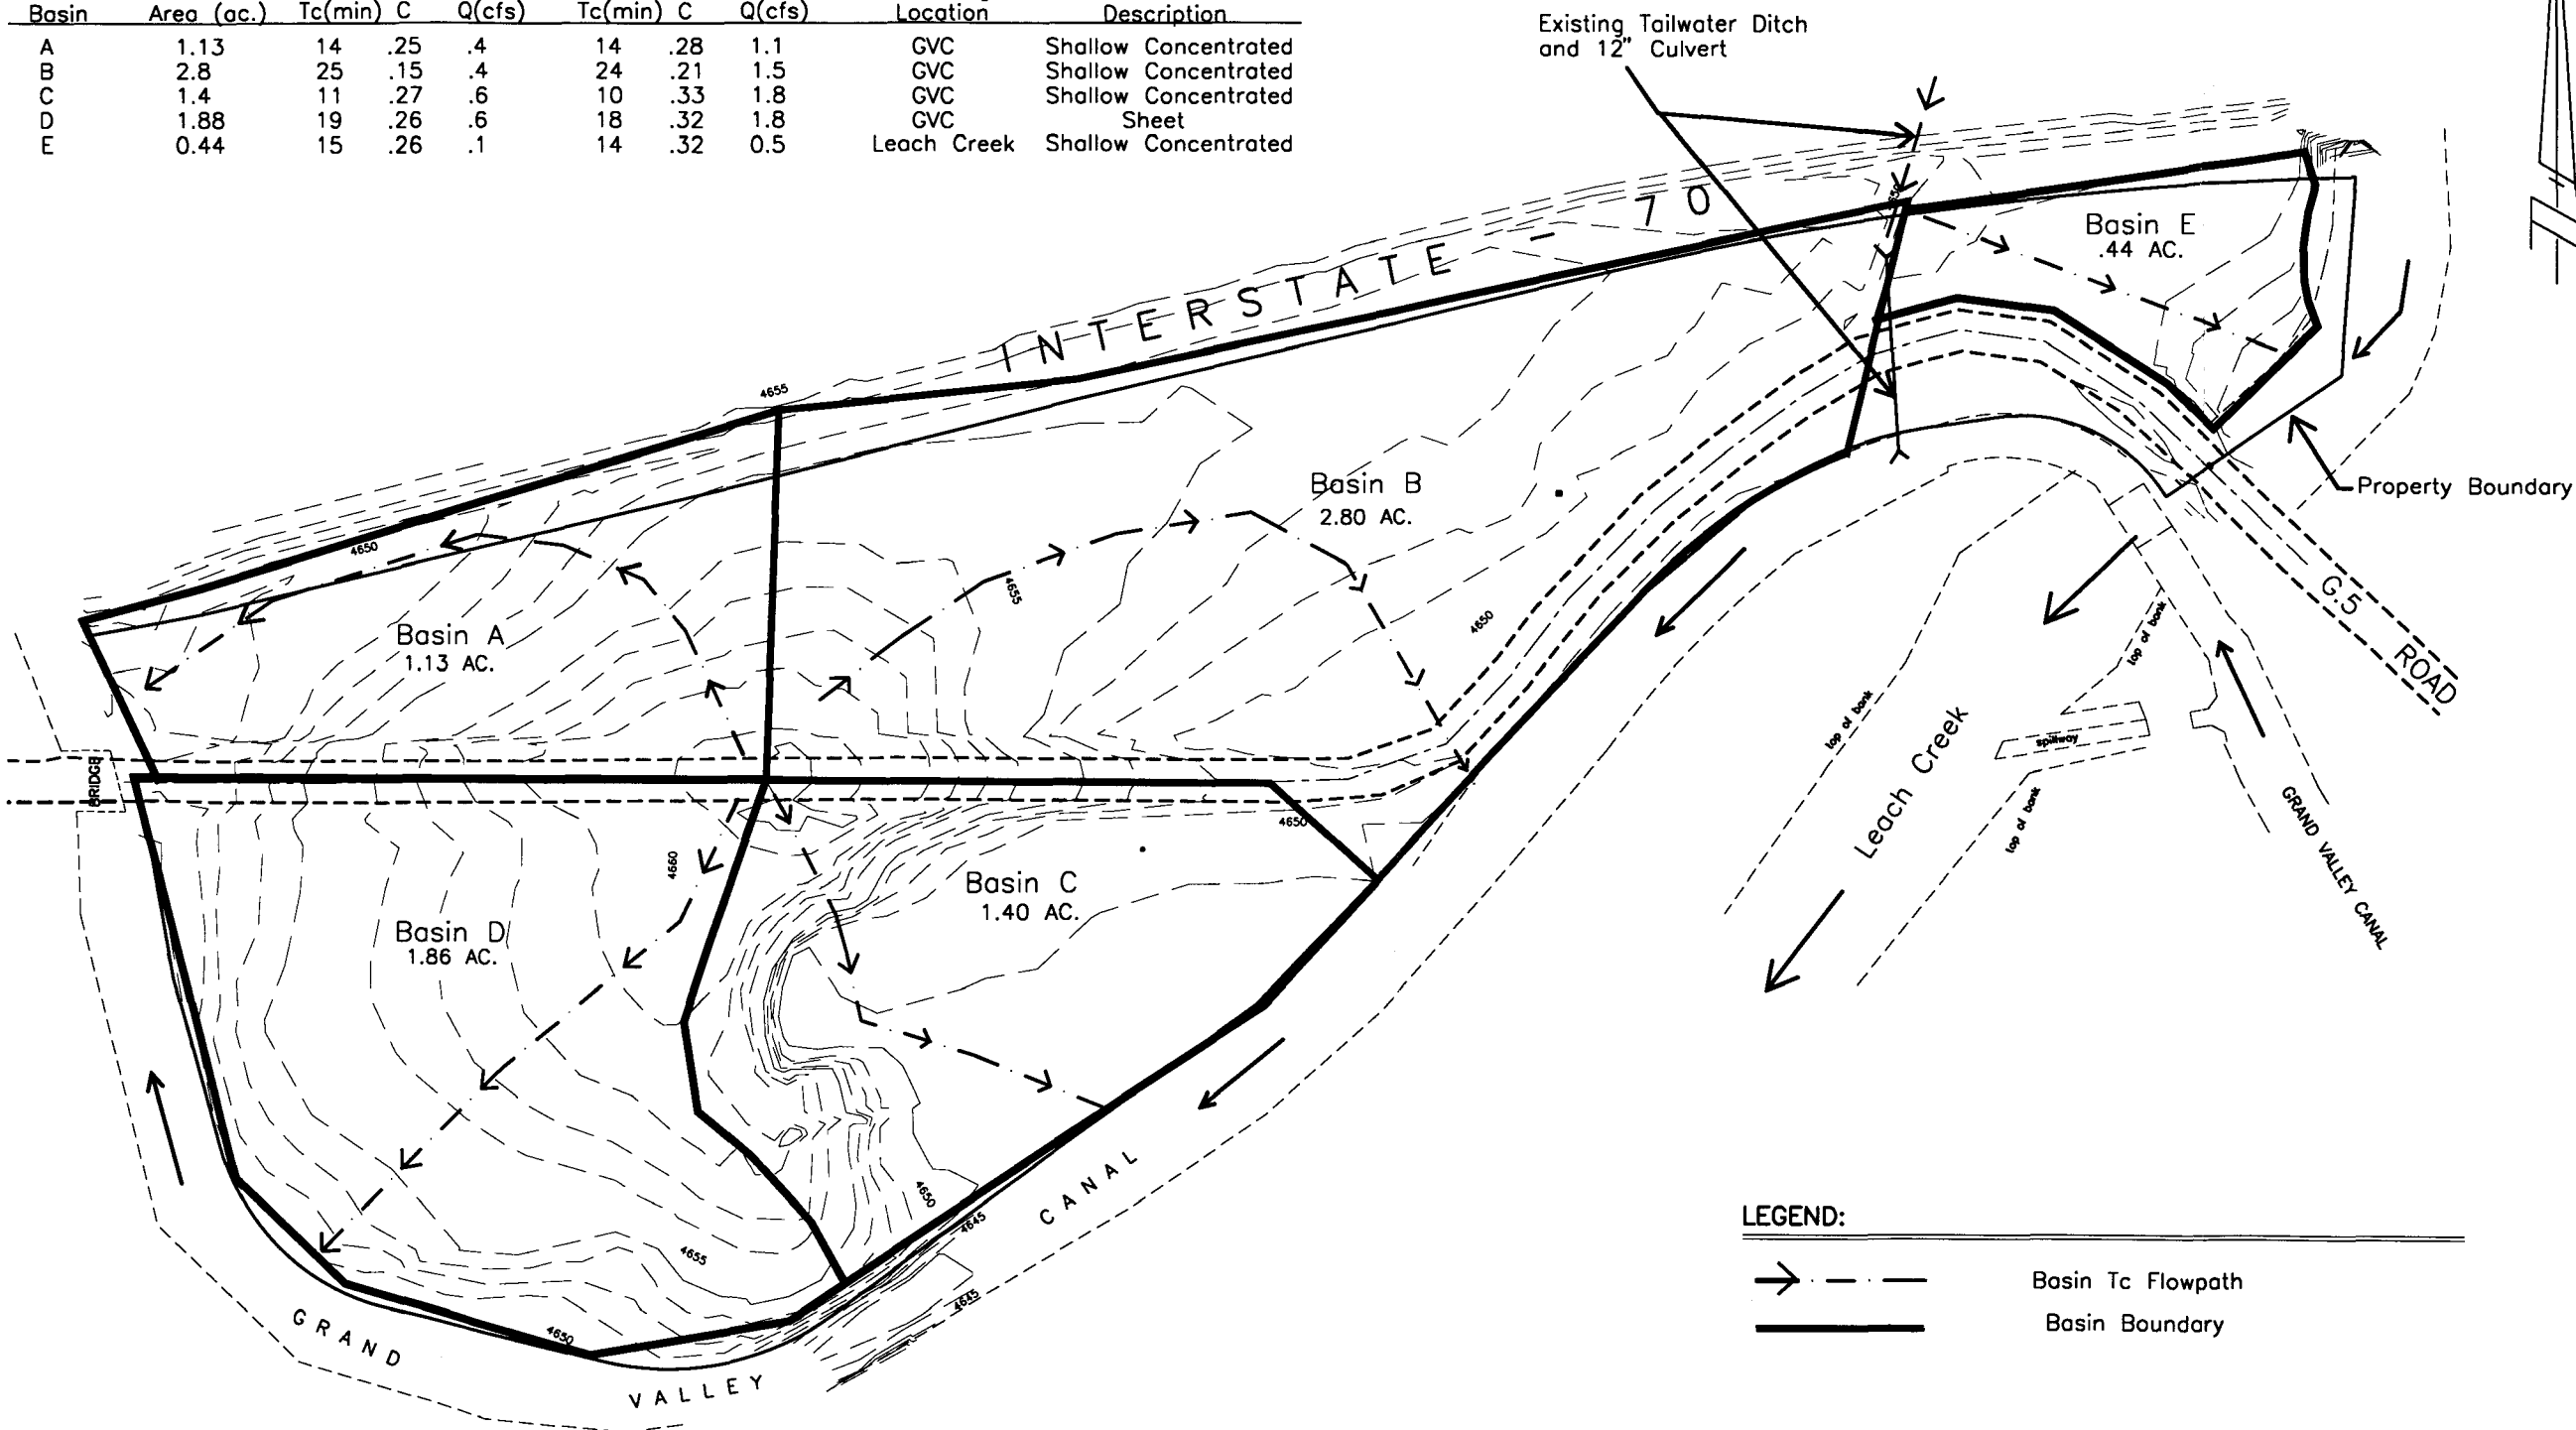 Basin Area (ac.) Tc(min) C Q(cfs) Tc(min) C Q(cfs) Location Description
A 1.13 14 .25 .4 14 .28 1.1 GVC Shallow Concentrated
B 2.8 25 .15 .4 24 .21 1.5 GVC Shallow Concentrated
C 1.4 11 .27 .6 10 .33 1.8 GVC Shallow Concentrated
D 1.88 19 .26 .6 18 .32 1.8 GVC Sheet
E 0.44 15 .26 .1 14 .32 0.5 Leach Creek Shallow Concentrated
Existing Tailwater Ditch
and 12" Culvert
INTERSTATE - 70
Basin E
.44 AC.
4655
Basin B
2.80 AC.
Property Boundary
4650
4655
4650
Basin A
1.13 AC.
G.5 ROAD
top of bank
top of bank
spillway
top of bank
Leach Creek
GRAND VALLEY CANAL
BRIDGE
4650
4660
Basin C
1.40 AC.
Basin D
1.86 AC.
4650
4645
4655
4645
4650
GRAND VALLEY CANAL
LEGEND:
Basin Tc Flowpath
Basin Boundary